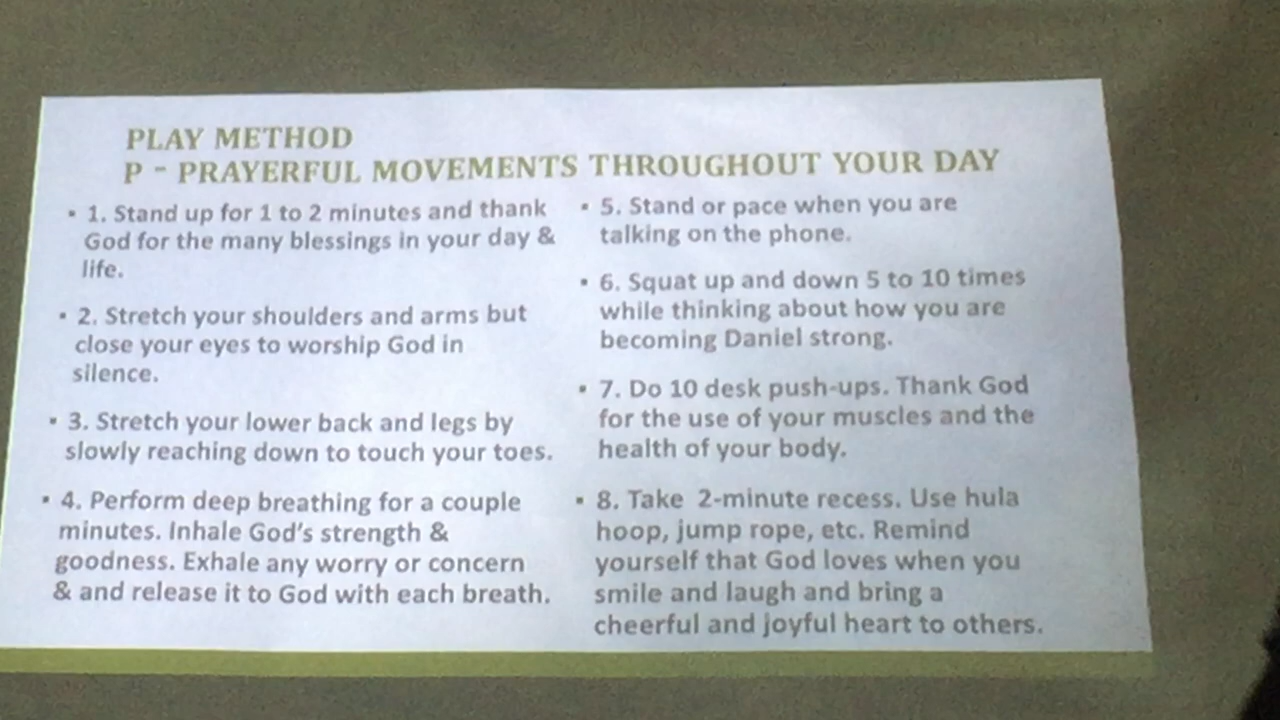 PLAY METHOD
P - PRAYERFUL MOVEMENTS THROUGHOUT YOUR DAY
▪ 1. Stand up for 1 to 2 minutes and thank
God for the many blessings in your day &
life.
▪ 2. Stretch your shoulders and arms but
close your eyes to worship God in
silence.
▪ 3. Stretch your lower back and legs by
slowly reaching down to touch your toes.
▪ 4. Perform deep breathing for a couple
minutes. Inhale God's strength &
goodness. Exhale any worry or concern
& and release it to God with each breath.
▪ 5. Stand or pace when you are
talking on the phone.
▪ 6. Squat up and down 5 to 10 times
while thinking about how you are
becoming Daniel strong.
▪ 7. Do 10 desk push-ups. Thank God
for the use of your muscles and the
health of your body.
▪ 8. Take 2-minute recess. Use hula
hoop, jump rope, etc. Remind
yourself that God loves when you
smile and laugh and bring a
cheerful and joyful heart to others.